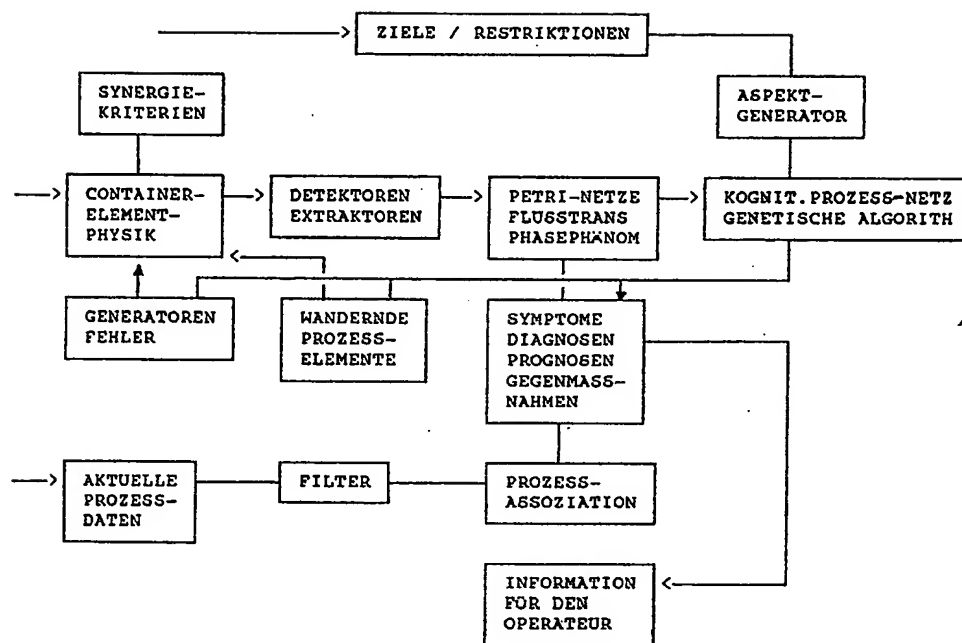 ZIELE / RESTRIKTIONEN
SYNERGIE-
KRITERIEN
ASPEKT-
GENERATOR
CONTAINER-
ELEMENT-
PHYSIK
DETEKTOREN
EXTRAKTOREN
PETRI-NETZE
FLÜSSTRANS
PHASEPHÄNOM
KOGNIT.PROZESS-NETZ
GENETISCHE ALGORITH
GENERATOREN
FEHLER
WANDERNDE
PROZESS-
ELEMENTE
SYMPTOME
DIAGNOSEN
PROGNOSEN
GEGENMASS-
NAHMEN
AKTUELLE
PROZESS-
DATEN
FILTER
PROZESS-
ASSOZIATION
INFORMATION
FÜR DEN
OPERATEUR